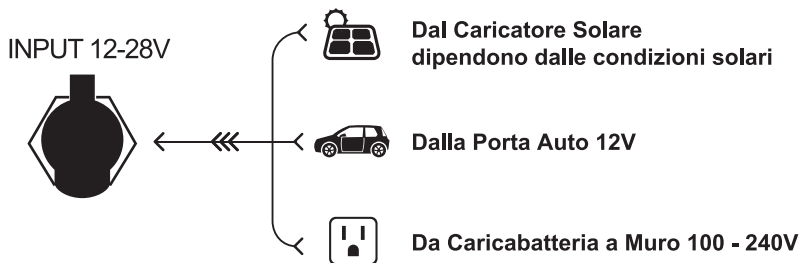 INPUT 12-28V
Dal Caricatore Solare
dipendono dalle condizioni solari
Dalla Porta Auto 12V
Da Caricabatteria a Muro 100 - 240V